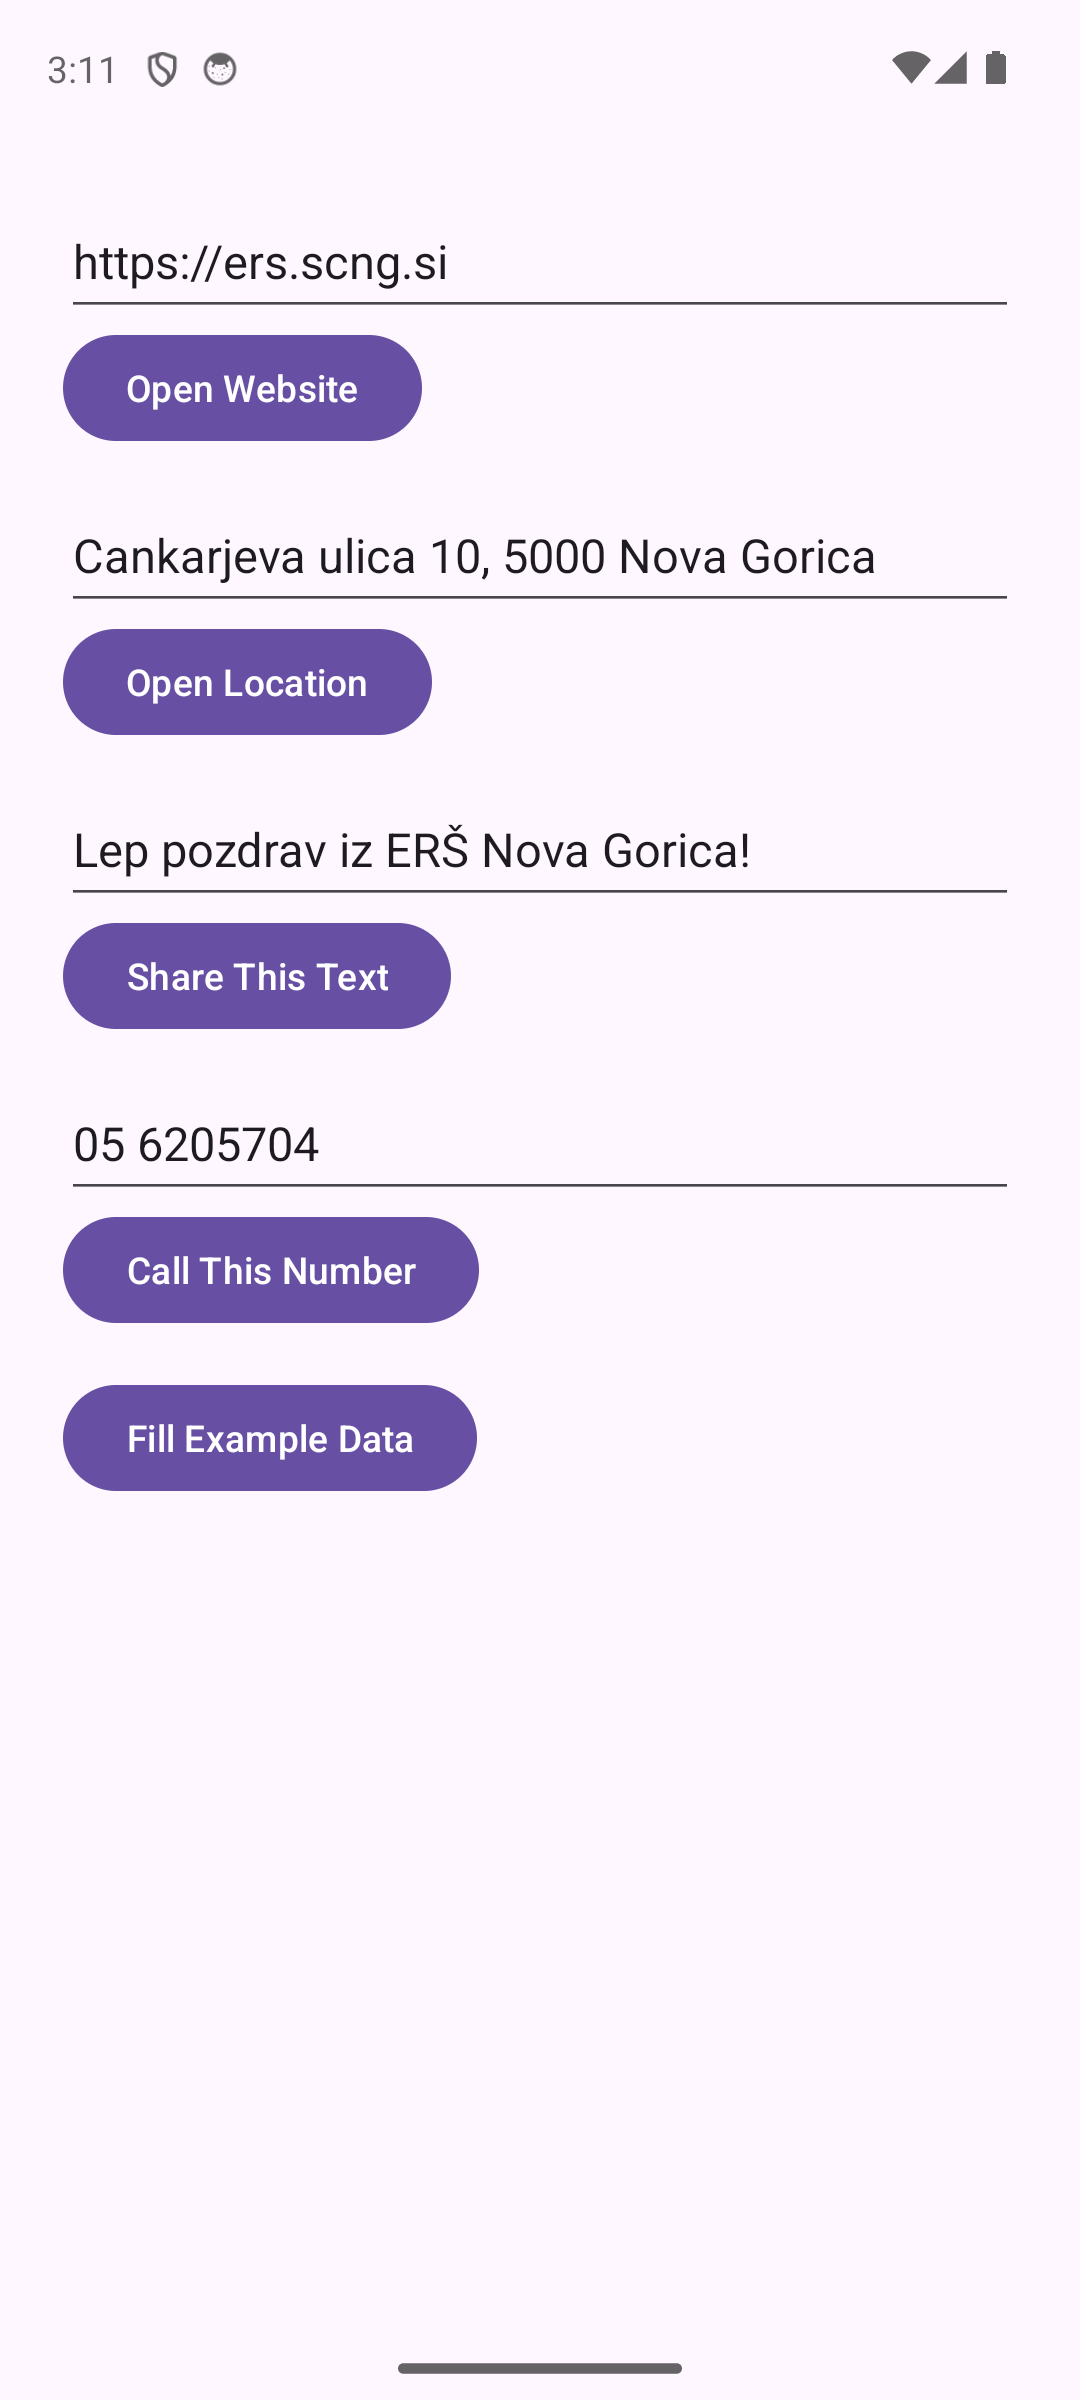 3:11
https://ers.scng.si
Open Website
Cankarjeva ulica 10, 5000 Nova Gorica
Open Location
Lep pozdrav iz ERŠ Nova Gorica!
Share This Text
05 6205704
Call This Number
Fill Example Data